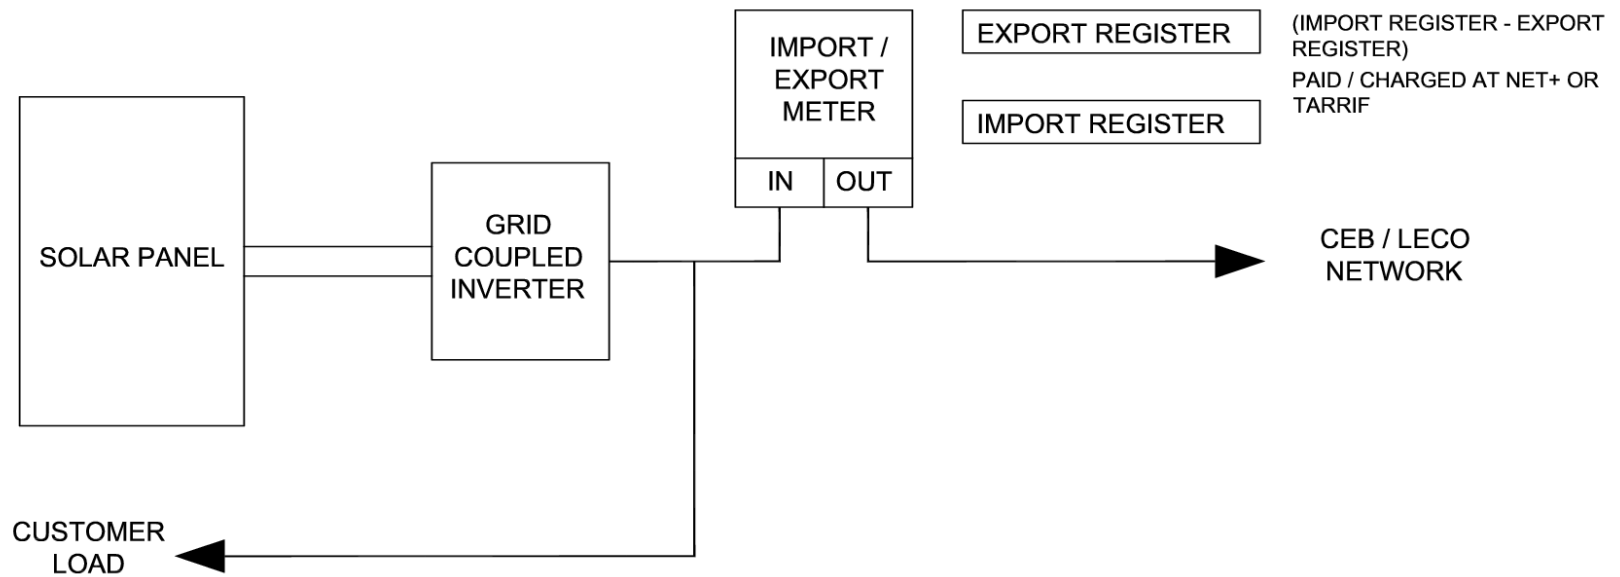 IMPORT /
EXPORT
METER
IN
OUT
EXPORT REGISTER
IMPORT REGISTER
(IMPORT REGISTER - EXPORT
REGISTER)
PAID / CHARGED AT NET+ OR
TARRIF
SOLAR PANEL
GRID
COUPLED
INVERTER
CEB / LECO
NETWORK
CUSTOMER
LOAD